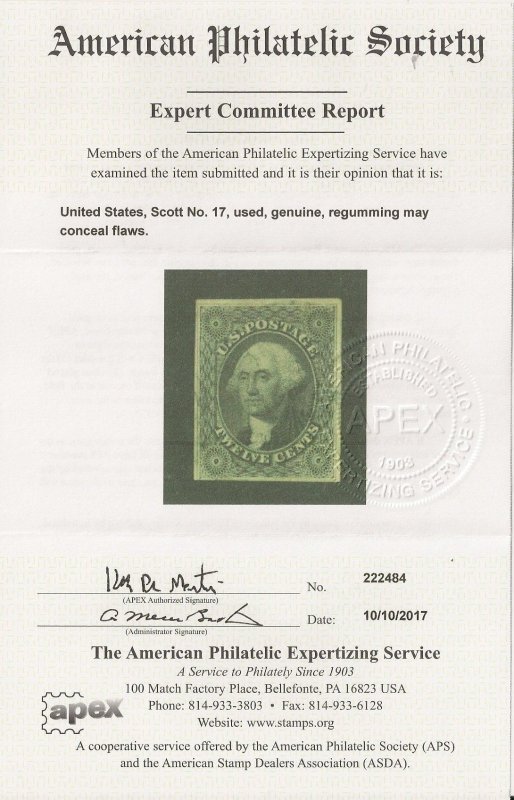 American Philatelic Society
Expert Committee Report
Members of the American Philatelic Expertizing Service have
examined the item submitted and it is their opinion that it is:
United States, Scott No. 17, used, genuine, regumming may
conceal flaws.
U.S. POSTAGE
TWELVE CENTS
AMERICAN PHILATELIC EXPERTIZING SERVICE
ESTABLISHED
APEX
1903
(APEX Authorized Signature)
No. 222484
(Administrator Signature)
Date: 10/10/2017
The American Philatelic Expertizing Service
A Service to Philately Since 1903
100 Match Factory Place, Bellefonte, PA 16823 USA
Phone: 814-933-3803 • Fax: 814-933-6128
Website: www.stamps.org
apex
A cooperative service offered by the American Philatelic Society (APS)
and the American Stamp Dealers Association (ASDA).